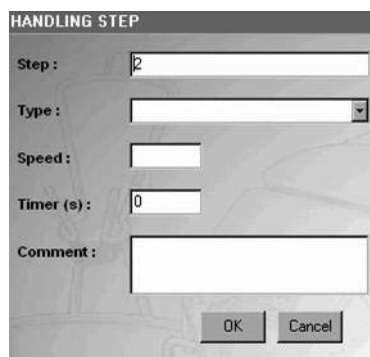 HANDLING STEP
Step : 2
Type :
Speed :
Timer (s) : 0
Comment :
OK Cancel